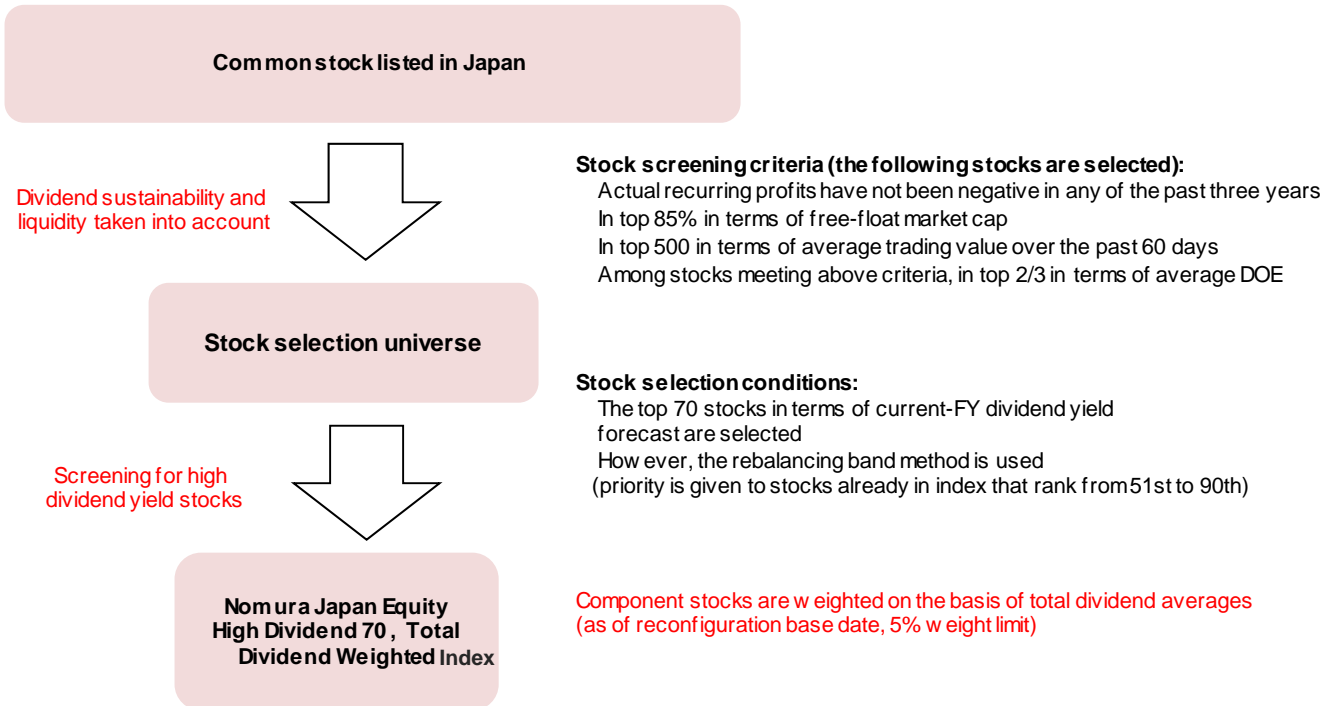 Common stock listed in Japan
Dividend sustainability and
liquidity taken into account
Stock screening criteria (the following stocks are selected):
Actual recurring profits have not been negative in any of the past three years
In top 85% in terms of free-float market cap
In top 500 in terms of average trading value over the past 60 days
Among stocks meeting above criteria, in top 2/3 in terms of average DOE
Stock selection universe
Stock selection conditions:
The top 70 stocks in terms of current-FY dividend yield
forecast are selected
How ever, the rebalancing band method is used
(priority is given to stocks already in index that rank from 51st to 90th)
Screening for high
dividend yield stocks
Nomura Japan Equity
High Dividend 70 , Total
Dividend Weighted Index
Component stocks are w eighted on the basis of total dividend averages
(as of reconfiguration base date, 5% w eight limit)